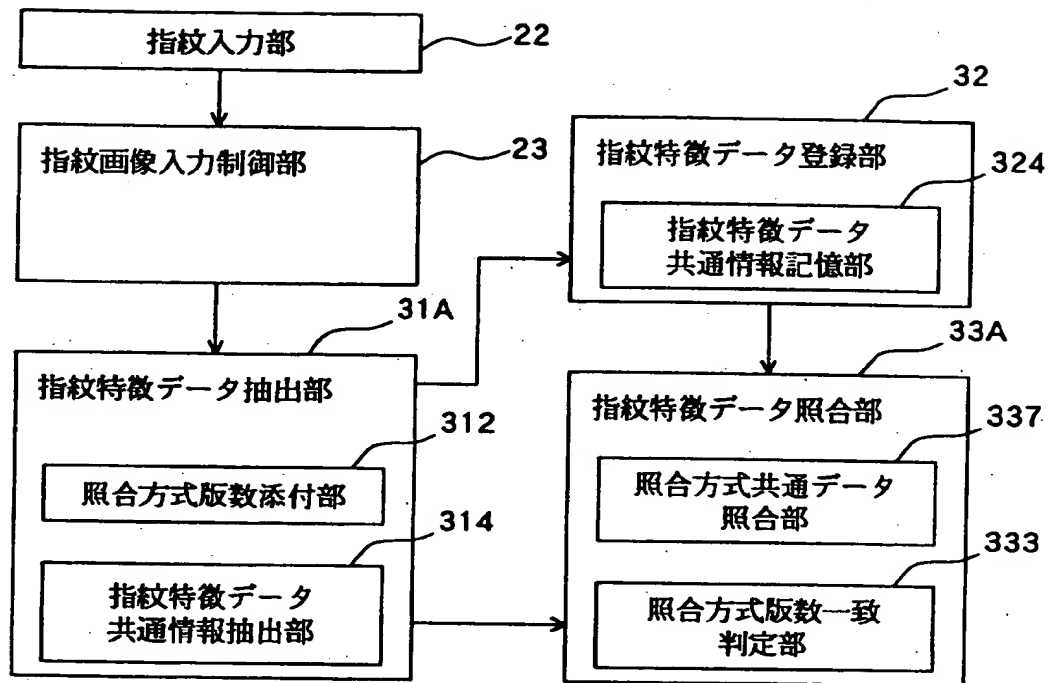 指紋入力部
22
指紋画像入力制御部
23
31A
指紋特徴データ抽出部
312
照合方式版数添付部
314
指紋特徴データ
共通情報抽出部
32
指紋特徴データ登録部
324
指紋特徴データ
共通情報記憶部
33A
指紋特徴データ照合部
337
照合方式共通データ
照合部
333
照合方式版数一致
判定部